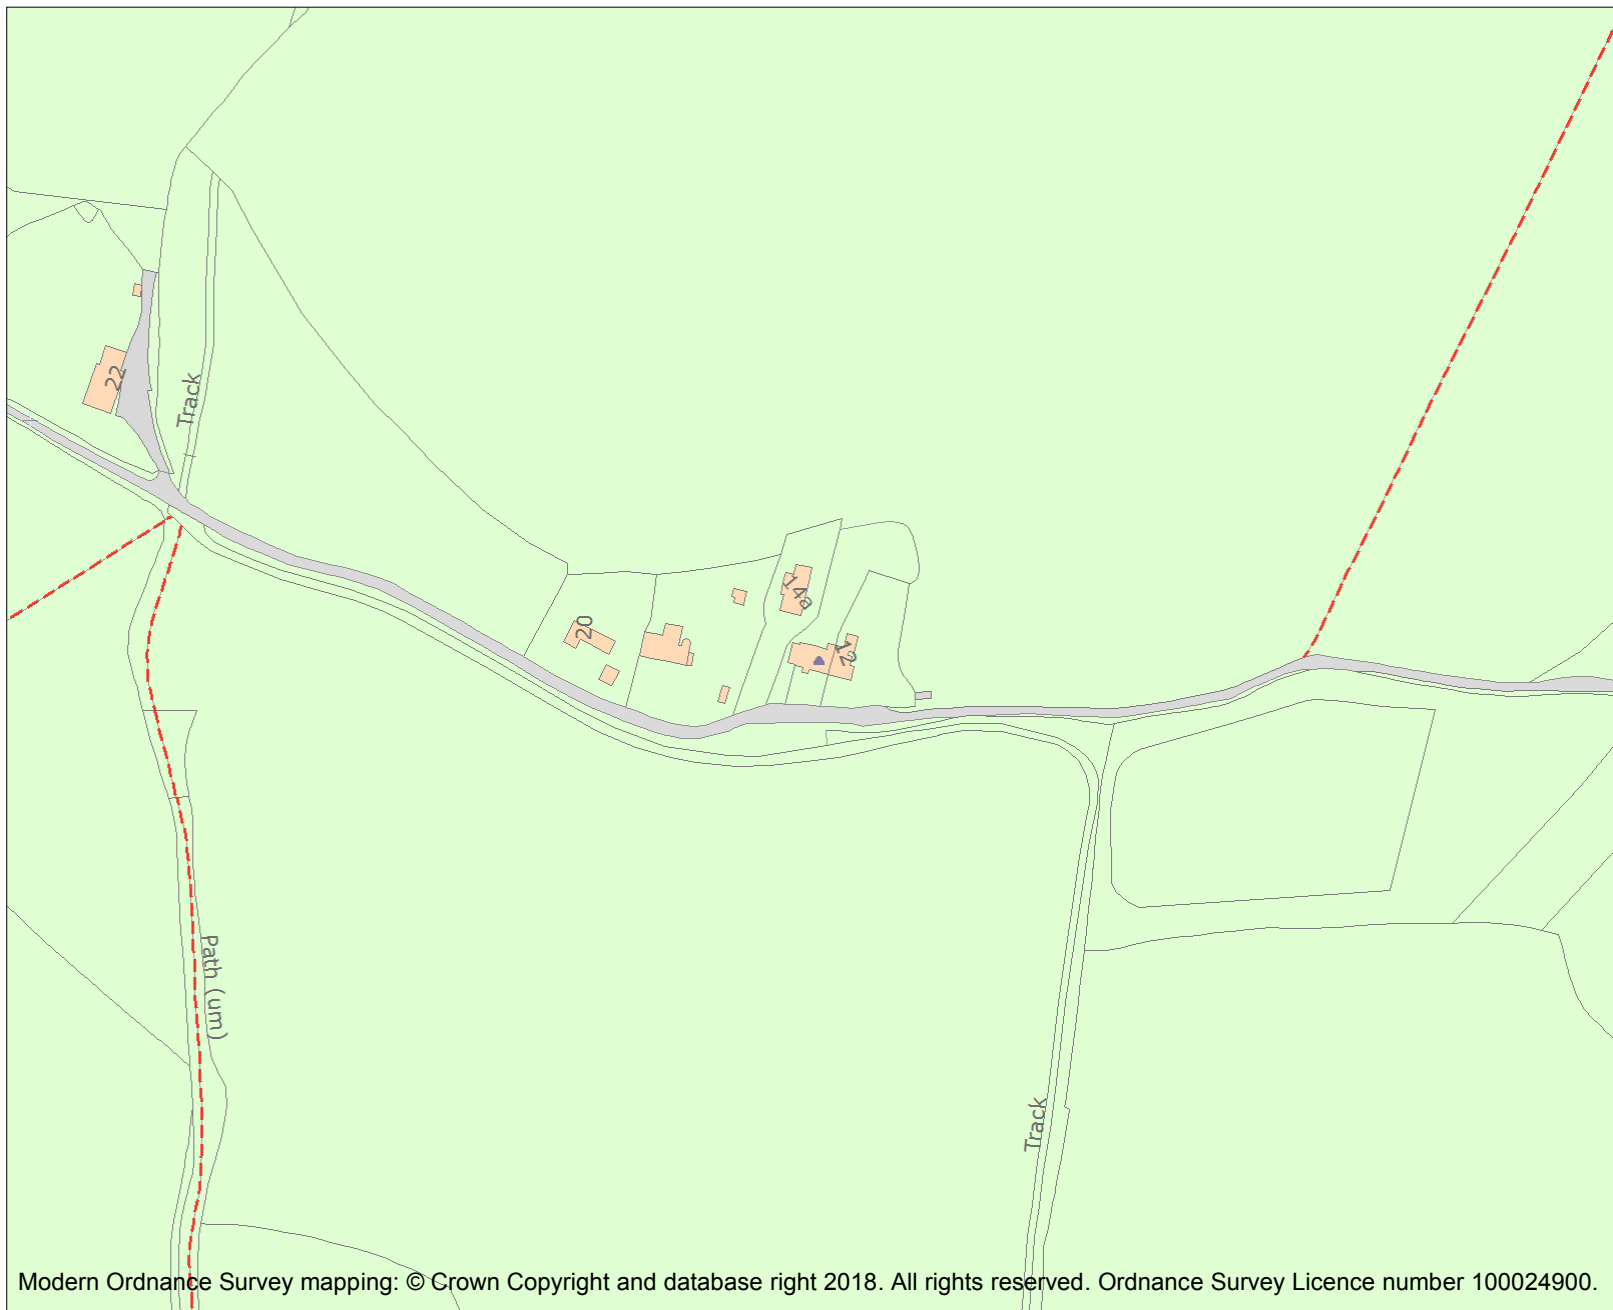 22
Track
14a
20
12
Path (um)
Track
Modern Ordnance Survey mapping: © Crown Copyright and database right 2018. All rights reserved. Ordnance Survey Licence number 100024900.